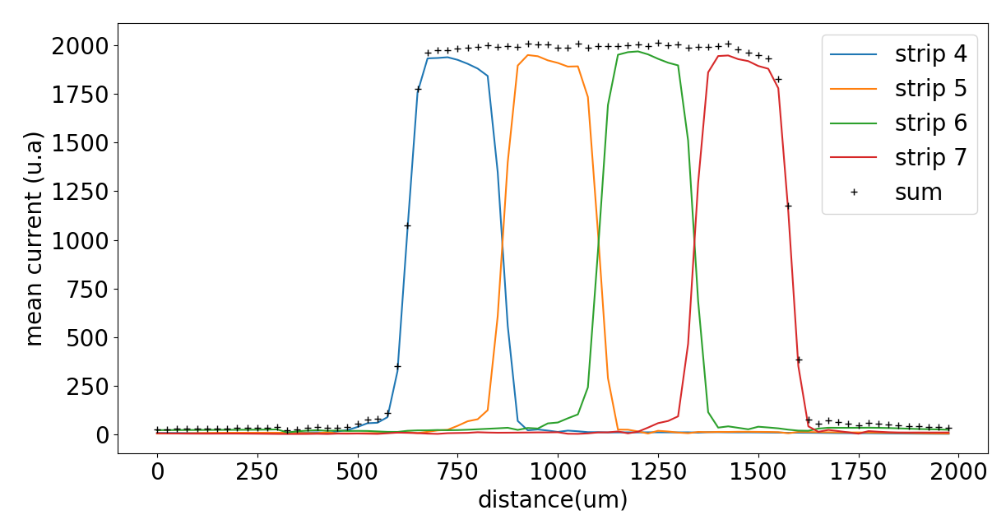 mean current (u.a)
2000
1750
1500
1250
1000
750
500
250
0
strip 4
strip 5
strip 6
strip 7
sum
0 250 500 750 1000 1250 1500 1750 2000
distance(um)